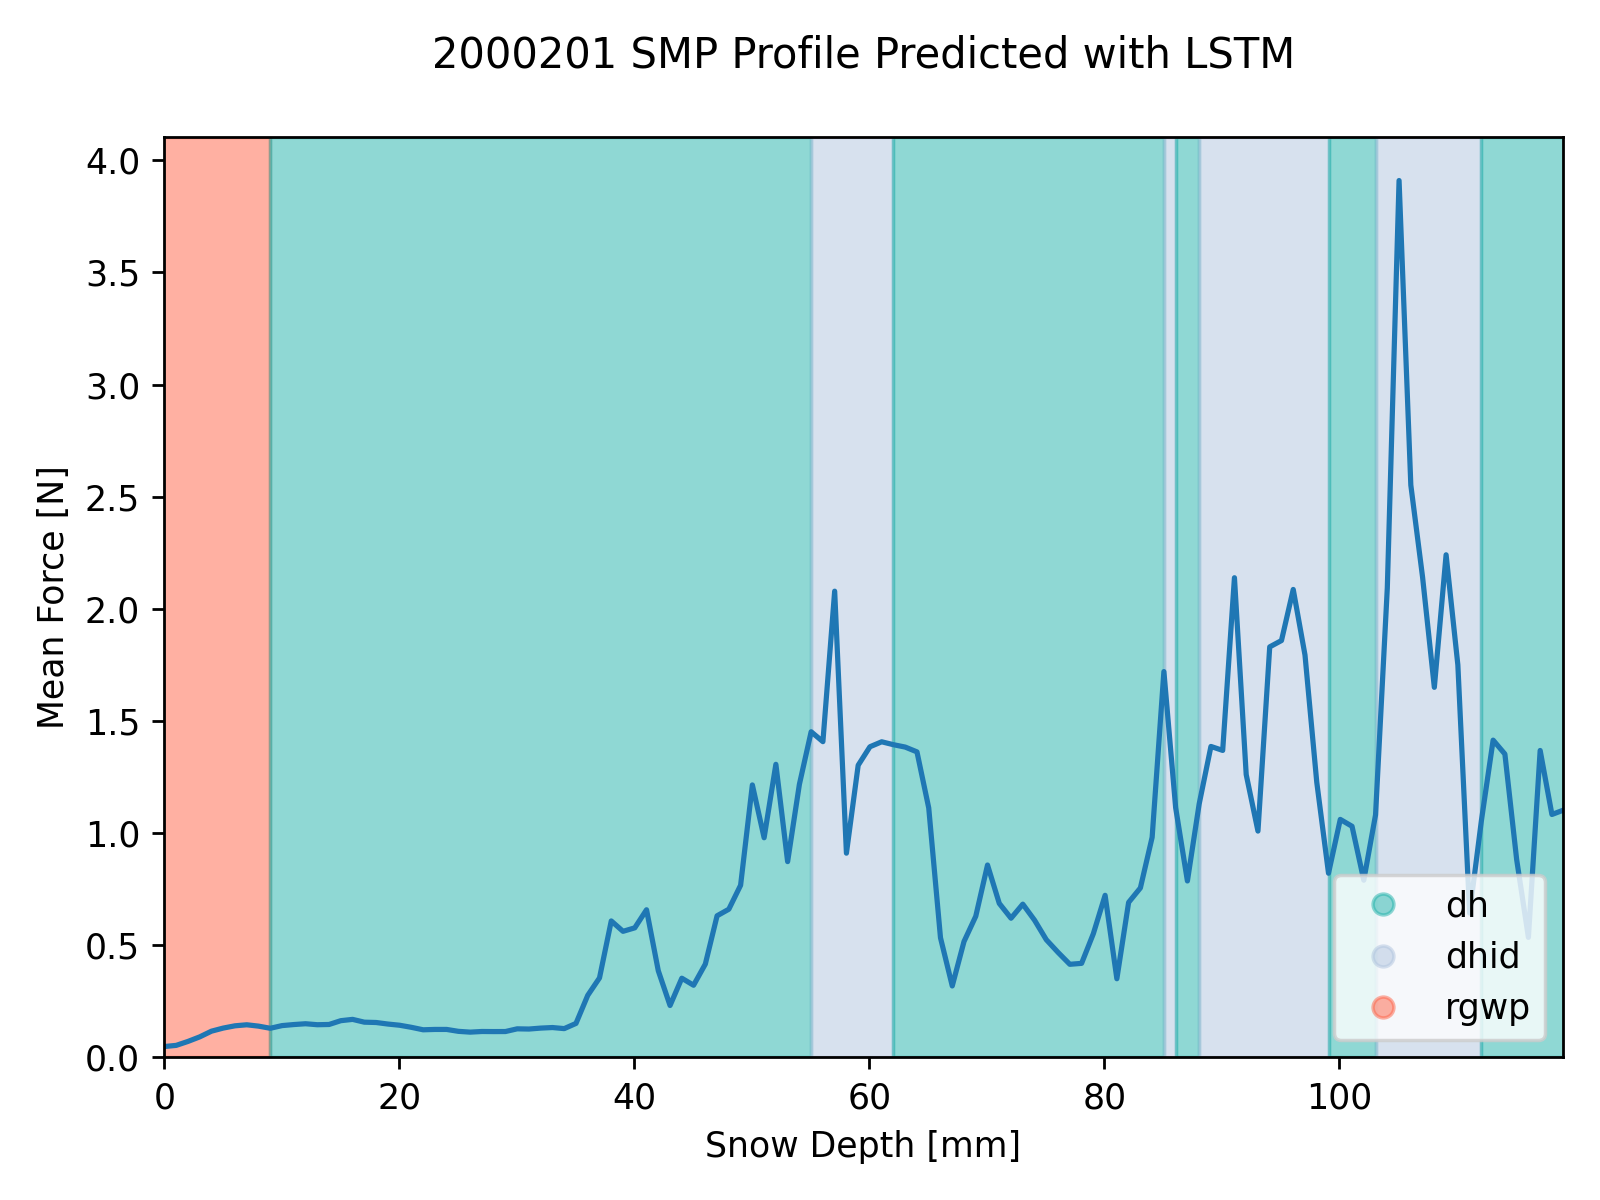 2000201 SMP Profile Predicted with LSTM
4.0
3.5
3.0
2.5
2.0
1.5
1.0
0.5
0.0
Mean Force [N]
dh
dhid
rgwp
0 20 40 60 80 100
Snow Depth [mm]